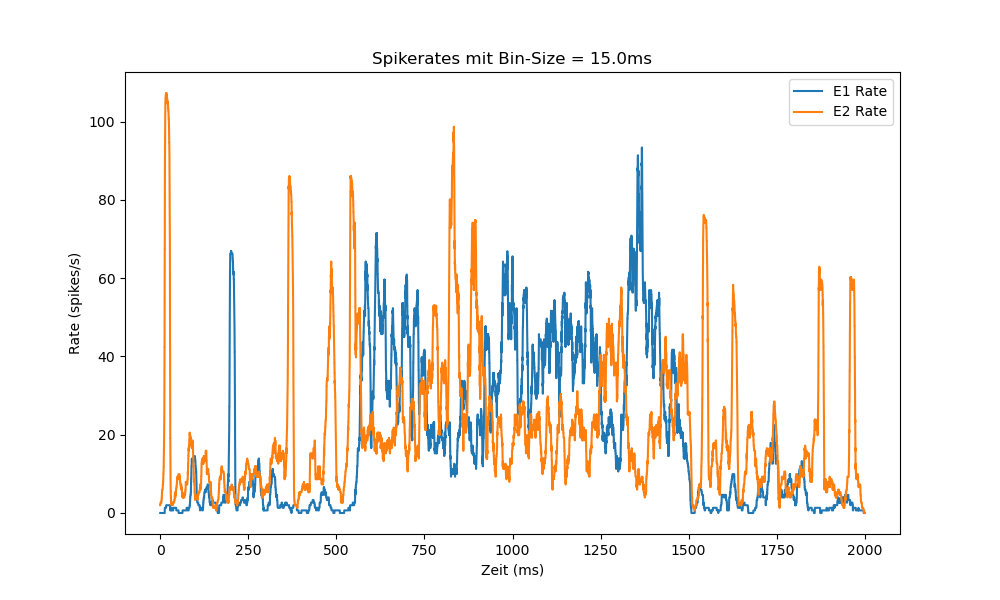 Spikerates mit Bin-Size = 15.0ms
E1 Rate
E2 Rate
Rate (spikes/s)
100
80
60
40
20
0
0 250 500 750 1000 1250 1500 1750 2000
Zeit (ms)